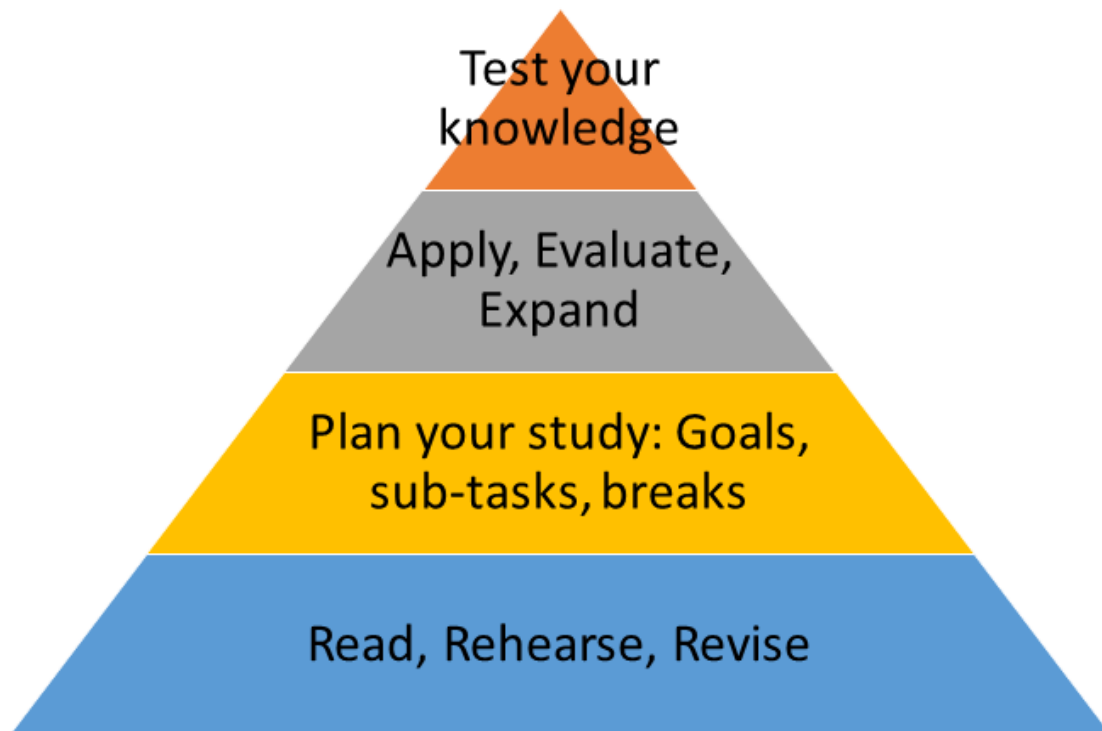 Test your
knowledge
Apply, Evaluate,
Expand
Plan your study: Goals,
sub-tasks, breaks
Read, Rehearse, Revise